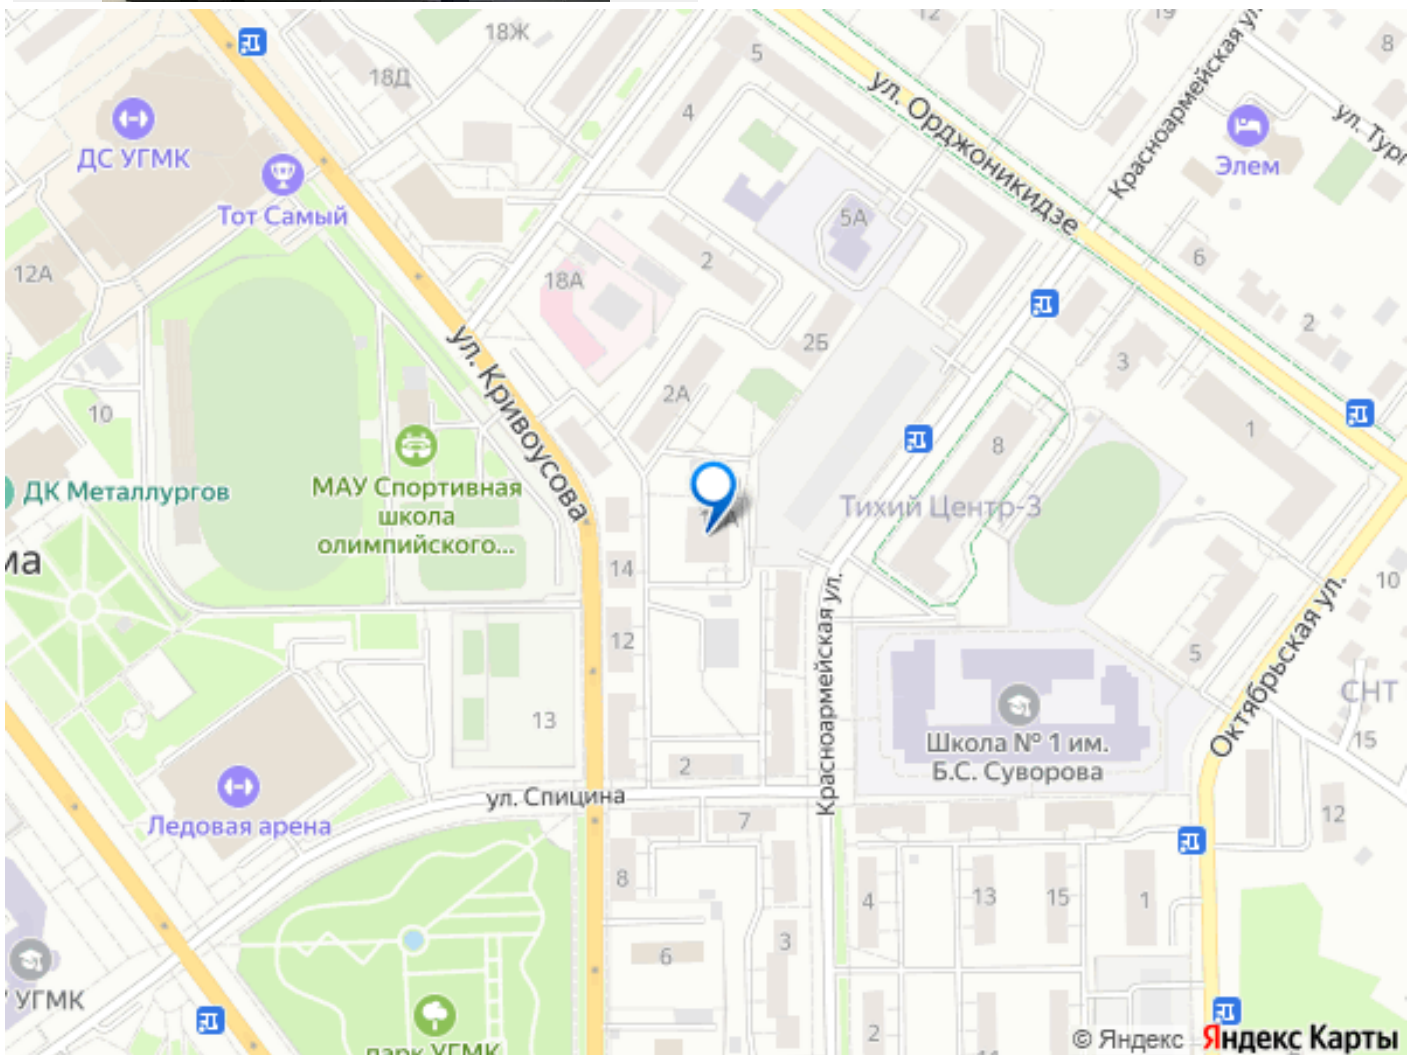 12
19
18Ж
5
8
18Д
ул. Орджоникидзе
Красноармейская ул.
4
ДС УГМК
Элем
Тот Самый
5А
2
6
12А
18А
2
ул. Кривоусова
2Б
3
2А
10
1
8
ДК Металлургов
МАУ Спортивная
школа
олимпийского...
Тихий Центр-3
14
10
Красноармейская ул.
12
5
Октябрьская ул.
СНТ
13
15
Школа № 1 им.
Б.С. Суворова
2
ул. Спицина
Ледовая арена
7
12
8
4
13
15
1
3
6
УГМК
2
11
парк УГМК
© Яндекс
Яндекс Карты